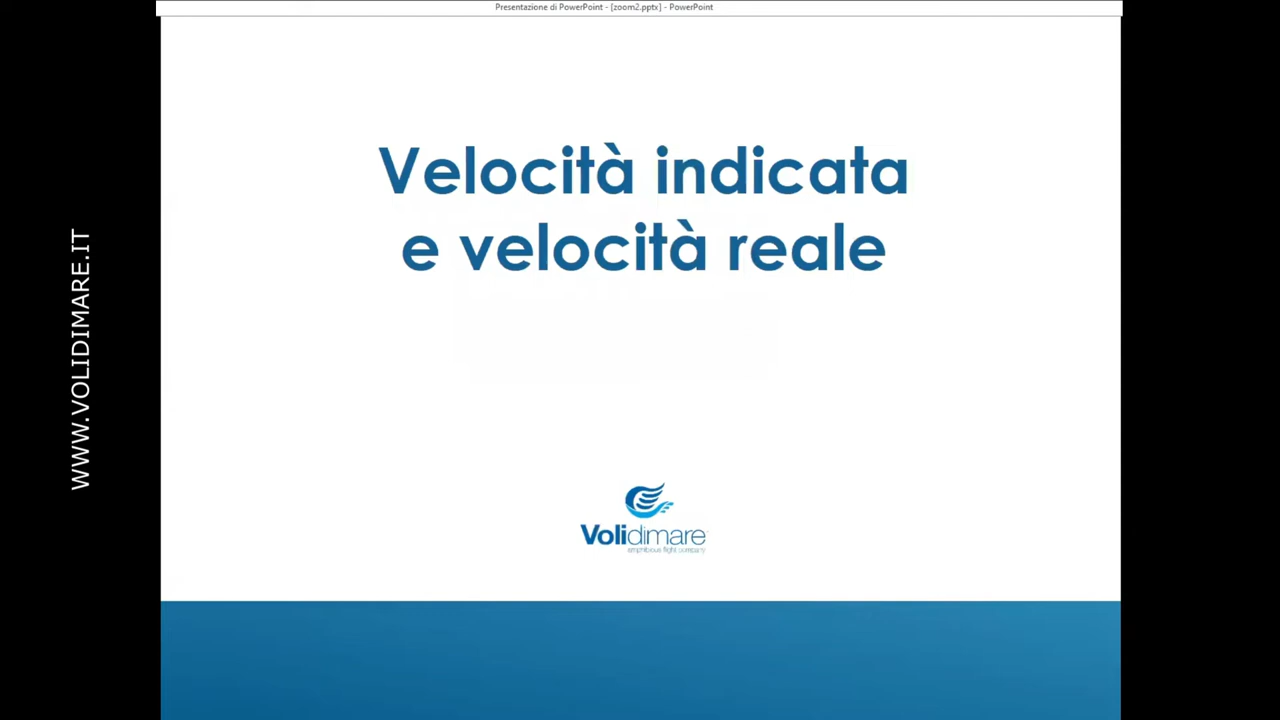 Presentazione di PowerPoint - [zoom2.pptx] - PowerPoint
Velocità indicata
e velocità reale
WWW.VOLIDIMARE.IT
Volidimare
amphibious flight company